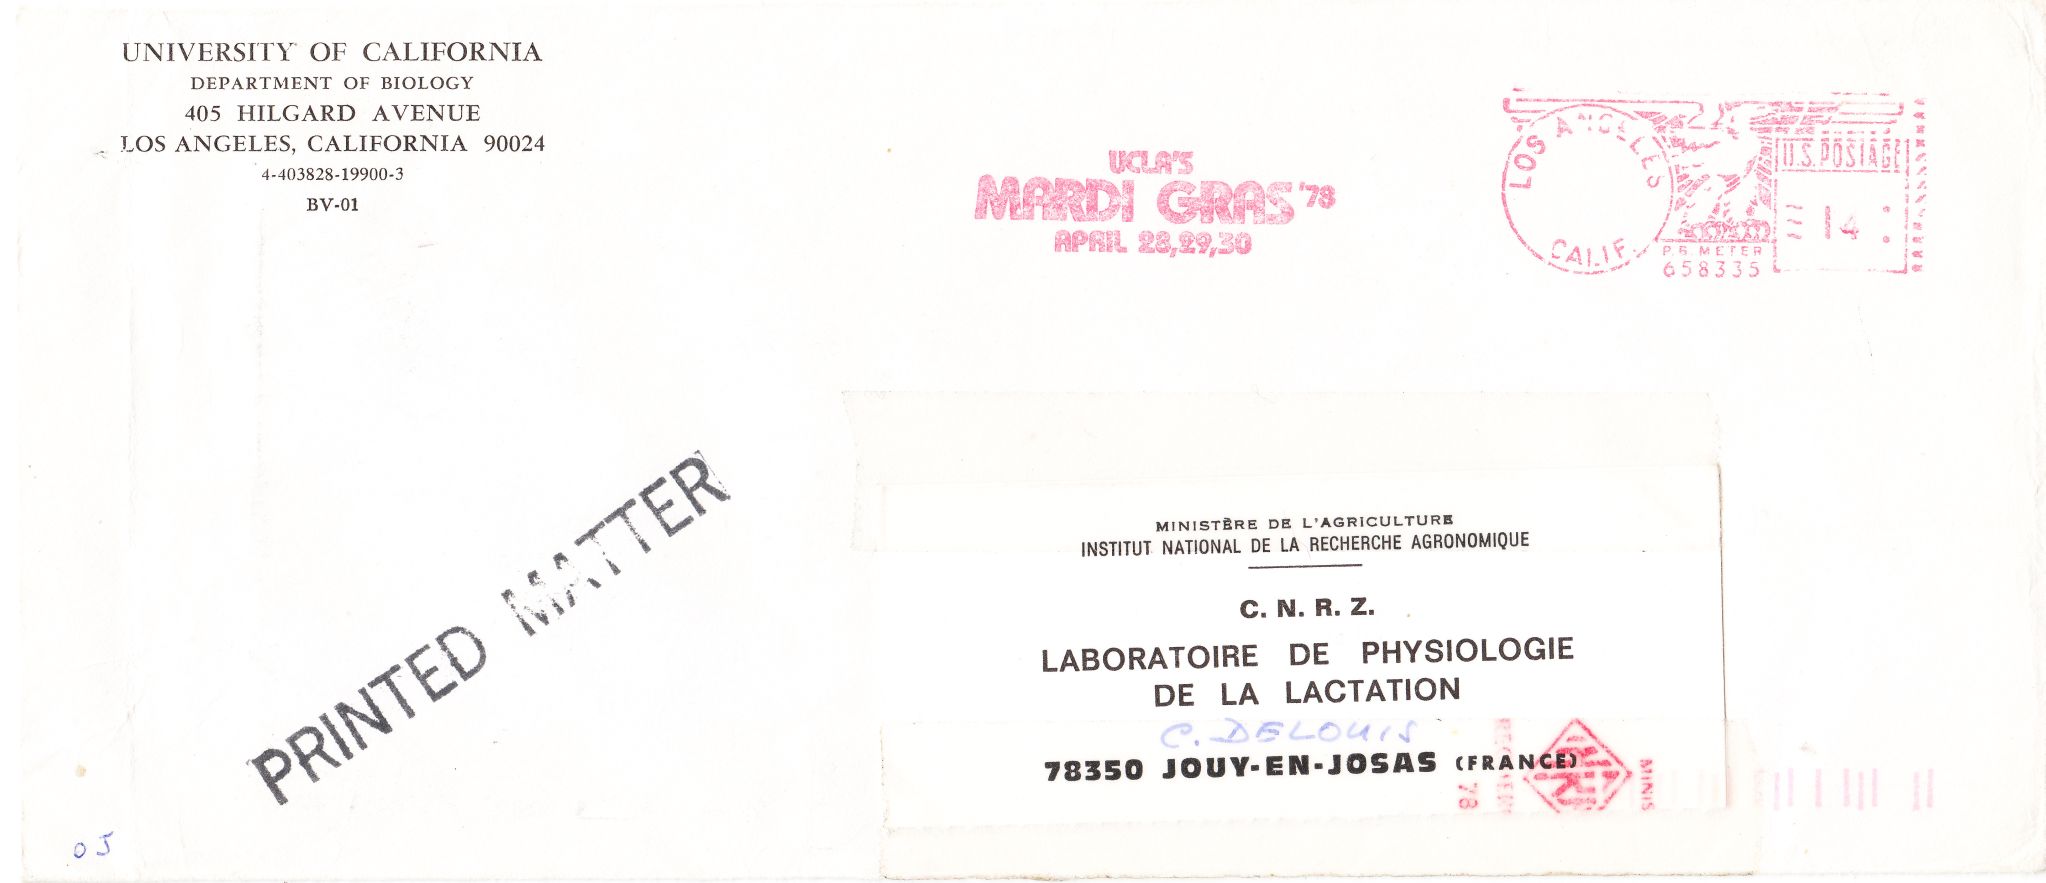 UNIVERSITY OF CALIFORNIA
DEPARTMENT OF BIOLOGY
405 HILGARD AVENUE
LOS ANGELES, CALIFORNIA 90024
4-403828-19900-3
BV-01
UCLA'S
MARDI GRAS '78
APRIL 28,29,30
LOS ANGELES
CALIF.
U.S. POSTAGE
14
P.B. METER
658335
PRINTED MATTER
MINISTÈRE DE L'AGRICULTURE
INSTITUT NATIONAL DE LA RECHERCHE AGRONOMIQUE
C. N. R. Z.
LABORATOIRE DE PHYSIOLOGIE
DE LA LACTATION
C. DELOUIS
78350 JOUY-EN-JOSAS (FRANCE)
78
MINIS
05